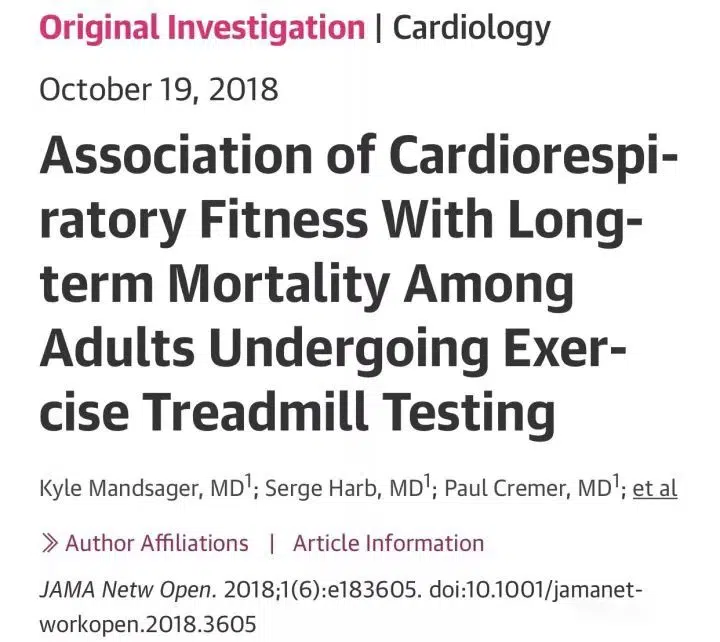 Original Investigation | Cardiology
October 19, 2018
Association of Cardiorespi-
ratory Fitness With Long-
term Mortality Among
Adults Undergoing Exer-
cise Treadmill Testing
Kyle Mandsager, MD1; Serge Harb, MD1; Paul Cremer, MD1; et al
≫ Author Affiliations | Article Information
JAMA Netw Open. 2018;1(6):e183605. doi:10.1001/jamanet-
workopen.2018.3605